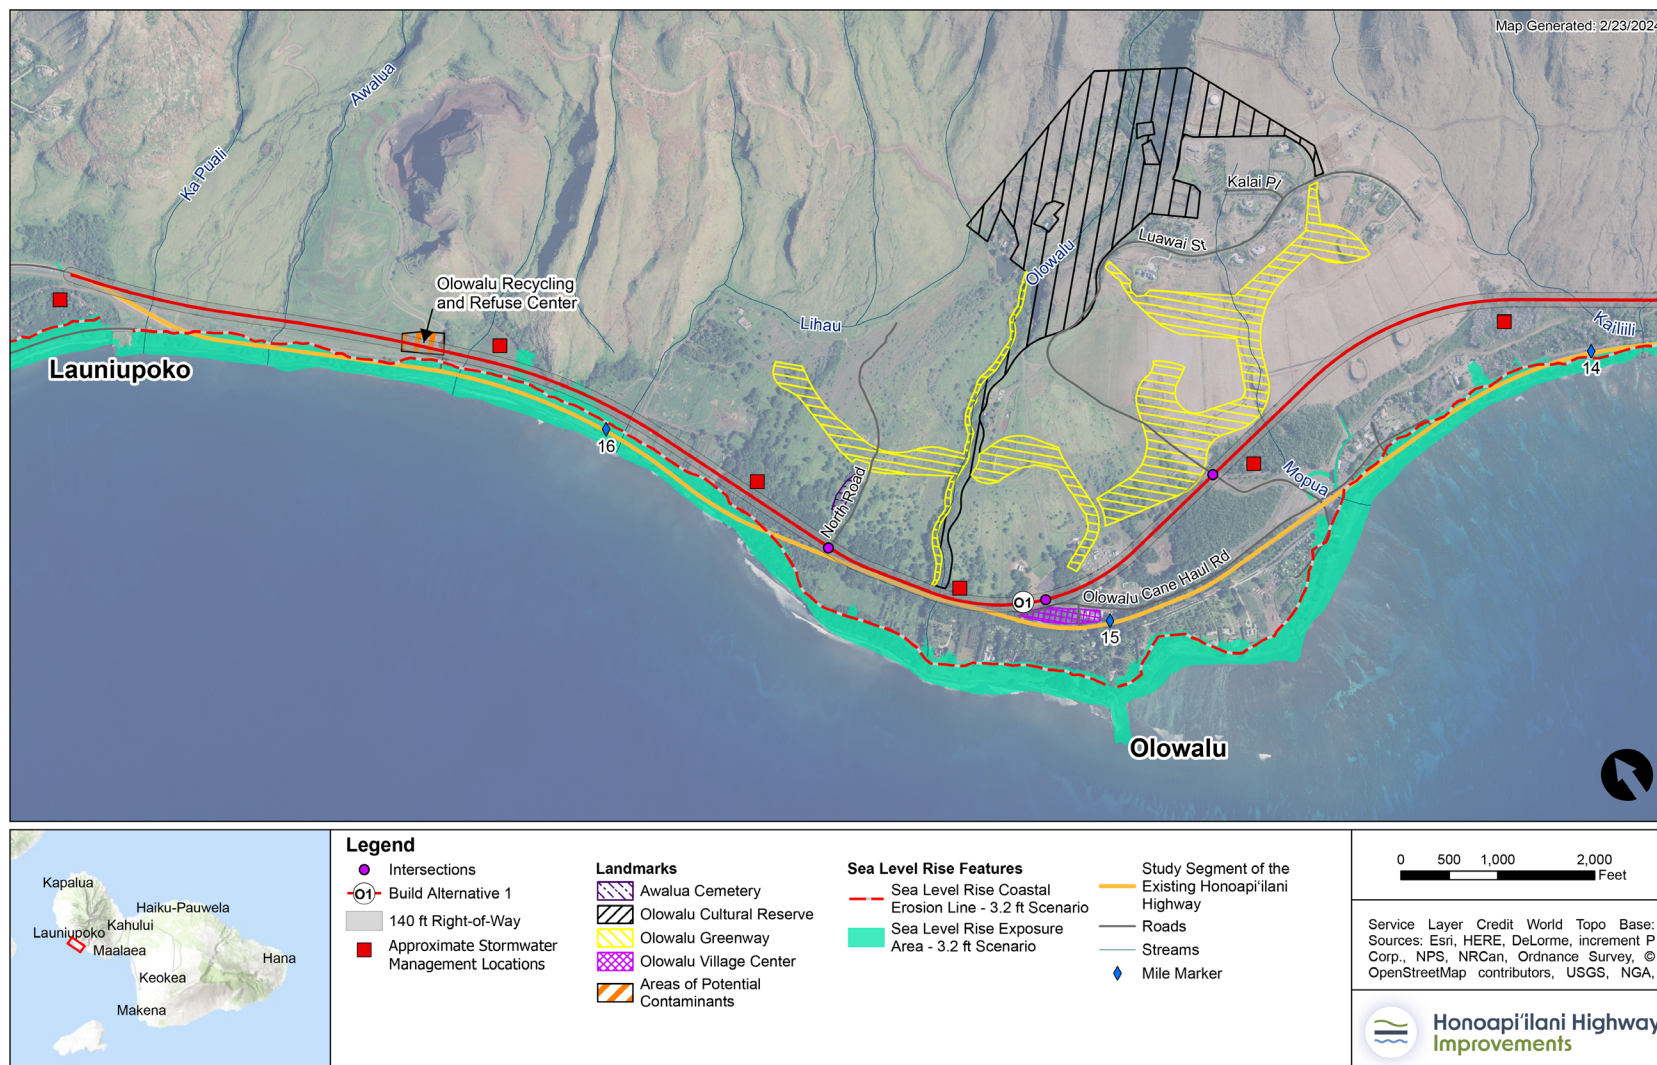 Map Generated: 2/23/2024
Awalua
Ka Puali
Kalai Pl
Luawai St
Olowalu
Olowalu Recycling
and Refuse Center
Lihau
Kailiili
14
Launiupoko
16
North Road
Mopua
Olowalu Cane Haul Rd
O1
15
Olowalu
Kapalua
Haiku-Pauwela
Kahului
Launiupoko
Maalaea
Hana
Keokea
Makena
Legend
Intersections
O1
Build Alternative 1
140 ft Right-of-Way
Approximate Stormwater
Management Locations
Landmarks
Awalua Cemetery
Olowalu Cultural Reserve
Olowalu Greenway
Olowalu Village Center
Areas of Potential
Contaminants
Sea Level Rise Features
Sea Level Rise Coastal
Erosion Line - 3.2 ft Scenario
Sea Level Rise Exposure
Area - 3.2 ft Scenario
Study Segment of the
Existing Honoapiʻilani
Highway
Roads
Streams
Mile Marker
0 500 1,000 2,000
Feet
Service Layer Credit World Topo Base:
Sources: Esri, HERE, DeLorme, increment P
Corp., NPS, NRCan, Ordnance Survey, ©
OpenStreetMap contributors, USGS, NGA,
Honoapiʻilani Highway
Improvements